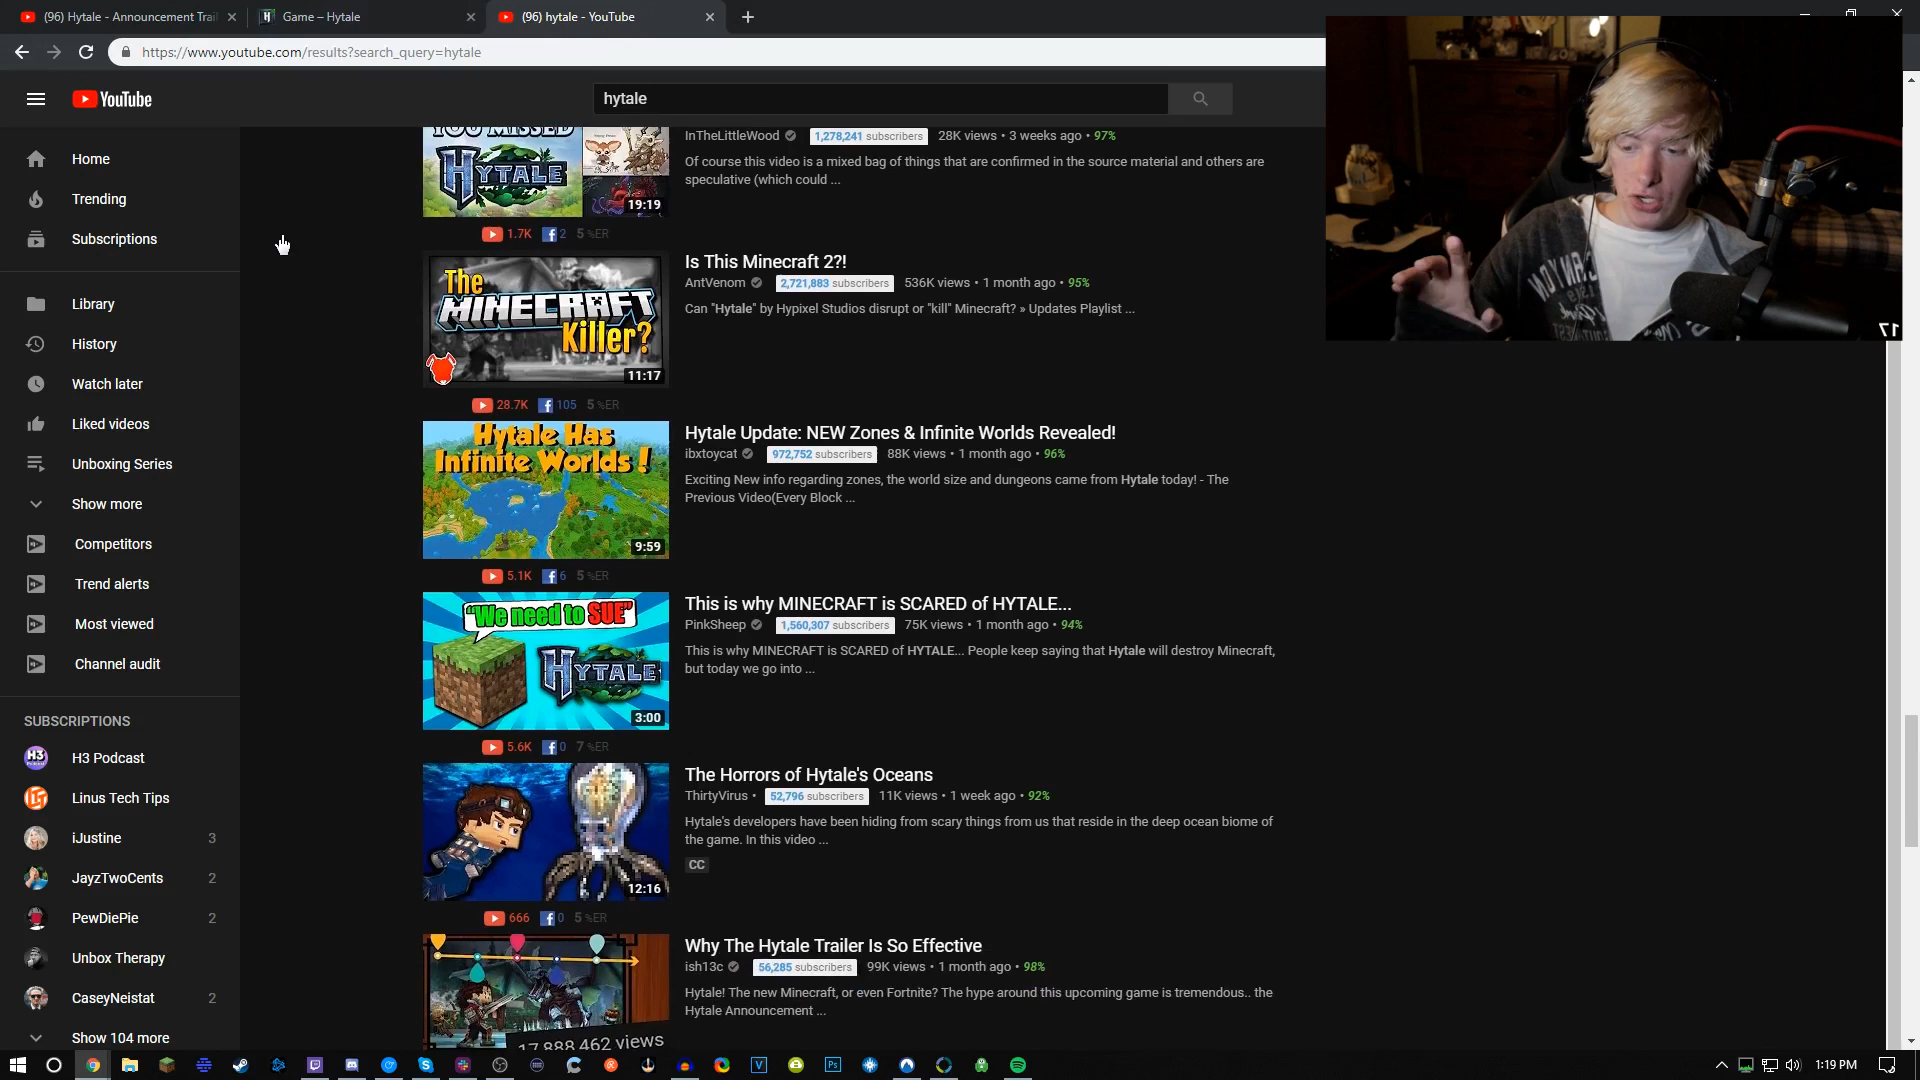 (96) Hytale - Announcement Trai
Game – Hytale
(96) hytale - YouTube
https://www.youtube.com/results?search_query=hytale
YouTube
hytale
Home
Trending
Subscriptions
Library
History
Watch later
Liked videos
Unboxing Series
Show more
Competitors
Trend alerts
Most viewed
Channel audit
SUBSCRIPTIONS
H3 Podcast
Linus Tech Tips
iJustine 3
JayzTwoCents 2
PewDiePie 2
Unbox Therapy
CaseyNeistat 2
Show 104 more
YOU MISSED
HYTALE
19:19
InTheLittleWood 1,278,241 subscribers 28K views • 3 weeks ago • 97%
Of course this video is a mixed bag of things that are confirmed in the source material and others are
speculative (which could ...
1.7K 2 5 %ER
The
MINECRAFT
Killer?
11:17
Is This Minecraft 2?!
AntVenom 2,721,883 subscribers 536K views • 1 month ago • 95%
Can "Hytale" by Hypixel Studios disrupt or "kill" Minecraft? » Updates Playlist ...
28.7K 105 5 %ER
Hytale Has
Infinite Worlds !
9:59
Hytale Update: NEW Zones & Infinite Worlds Revealed!
ibxtoycat 972,752 subscribers 88K views • 1 month ago • 96%
Exciting New info regarding zones, the world size and dungeons came from Hytale today! - The
Previous Video(Every Block ...
5.1K 6 5 %ER
"We need to SUE"
HYTALE
3:00
This is why MINECRAFT is SCARED of HYTALE...
PinkSheep 1,560,307 subscribers 75K views • 1 month ago • 94%
This is why MINECRAFT is SCARED of HYTALE... People keep saying that Hytale will destroy Minecraft,
but today we go into ...
5.6K 0 7 %ER
12:16
The Horrors of Hytale's Oceans
ThirtyVirus • 52,796 subscribers 11K views • 1 week ago • 92%
Hytale's developers have been hiding from scary things from us that reside in the deep ocean biome of
the game. In this video ...
CC
666 0 5 %ER
17,888,462 views
Why The Hytale Trailer Is So Effective
ish13c 56,285 subscribers 99K views • 1 month ago • 98%
Hytale! The new Minecraft, or even Fortnite? The hype around this upcoming game is tremendous.. the
Hytale Announcement ...
17
1:19 PM